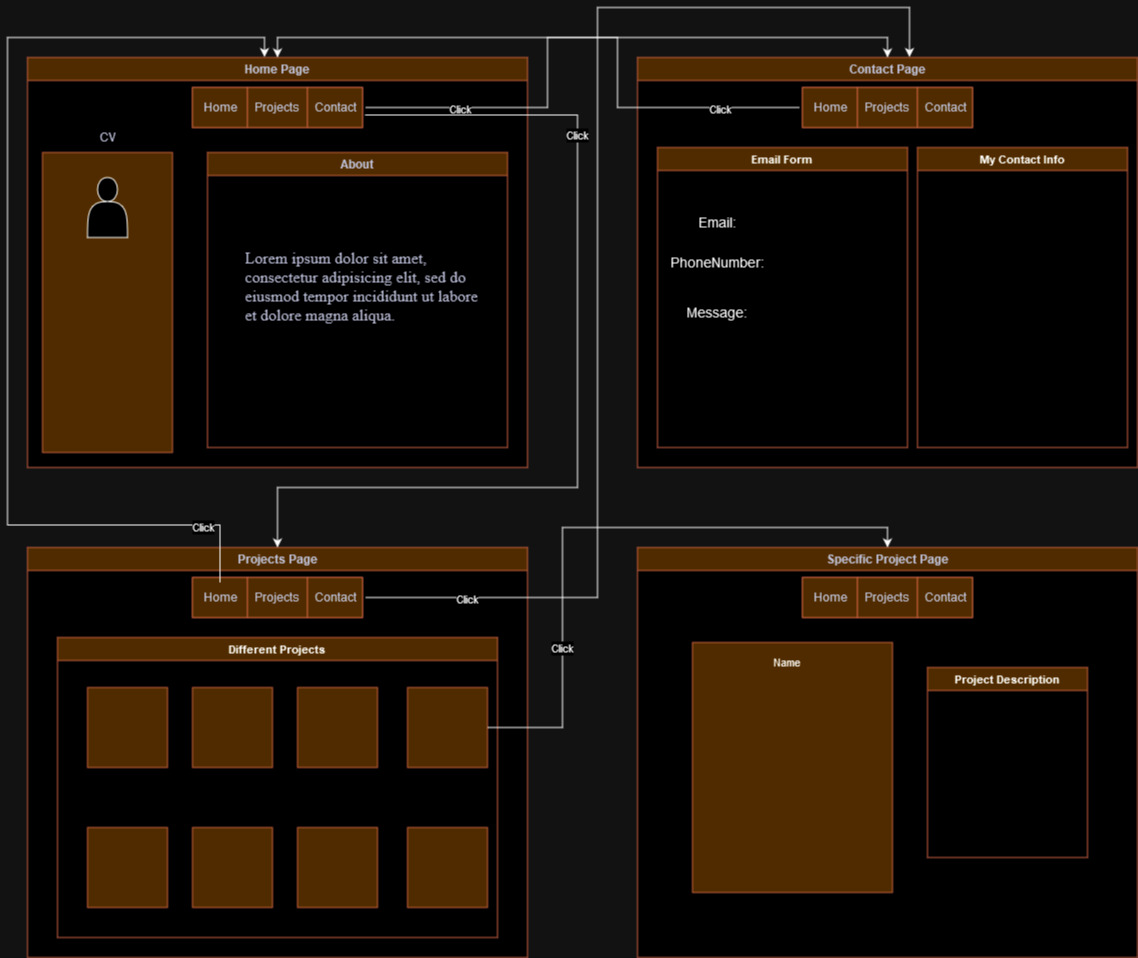 Home Page
Home Projects Contact
Click
Click
CV
About
Lorem ipsum dolor sit amet,
consectetur adipisicing elit, sed do
eiusmod tempor incididunt ut labore
et dolore magna aliqua.
Contact Page
Click
Home Projects Contact
Email Form
Email:
PhoneNumber:
Message:
My Contact Info
Click
Projects Page
Home Projects Contact
Click
Different Projects
Click
Specific Project Page
Home Projects Contact
Name
Project Description